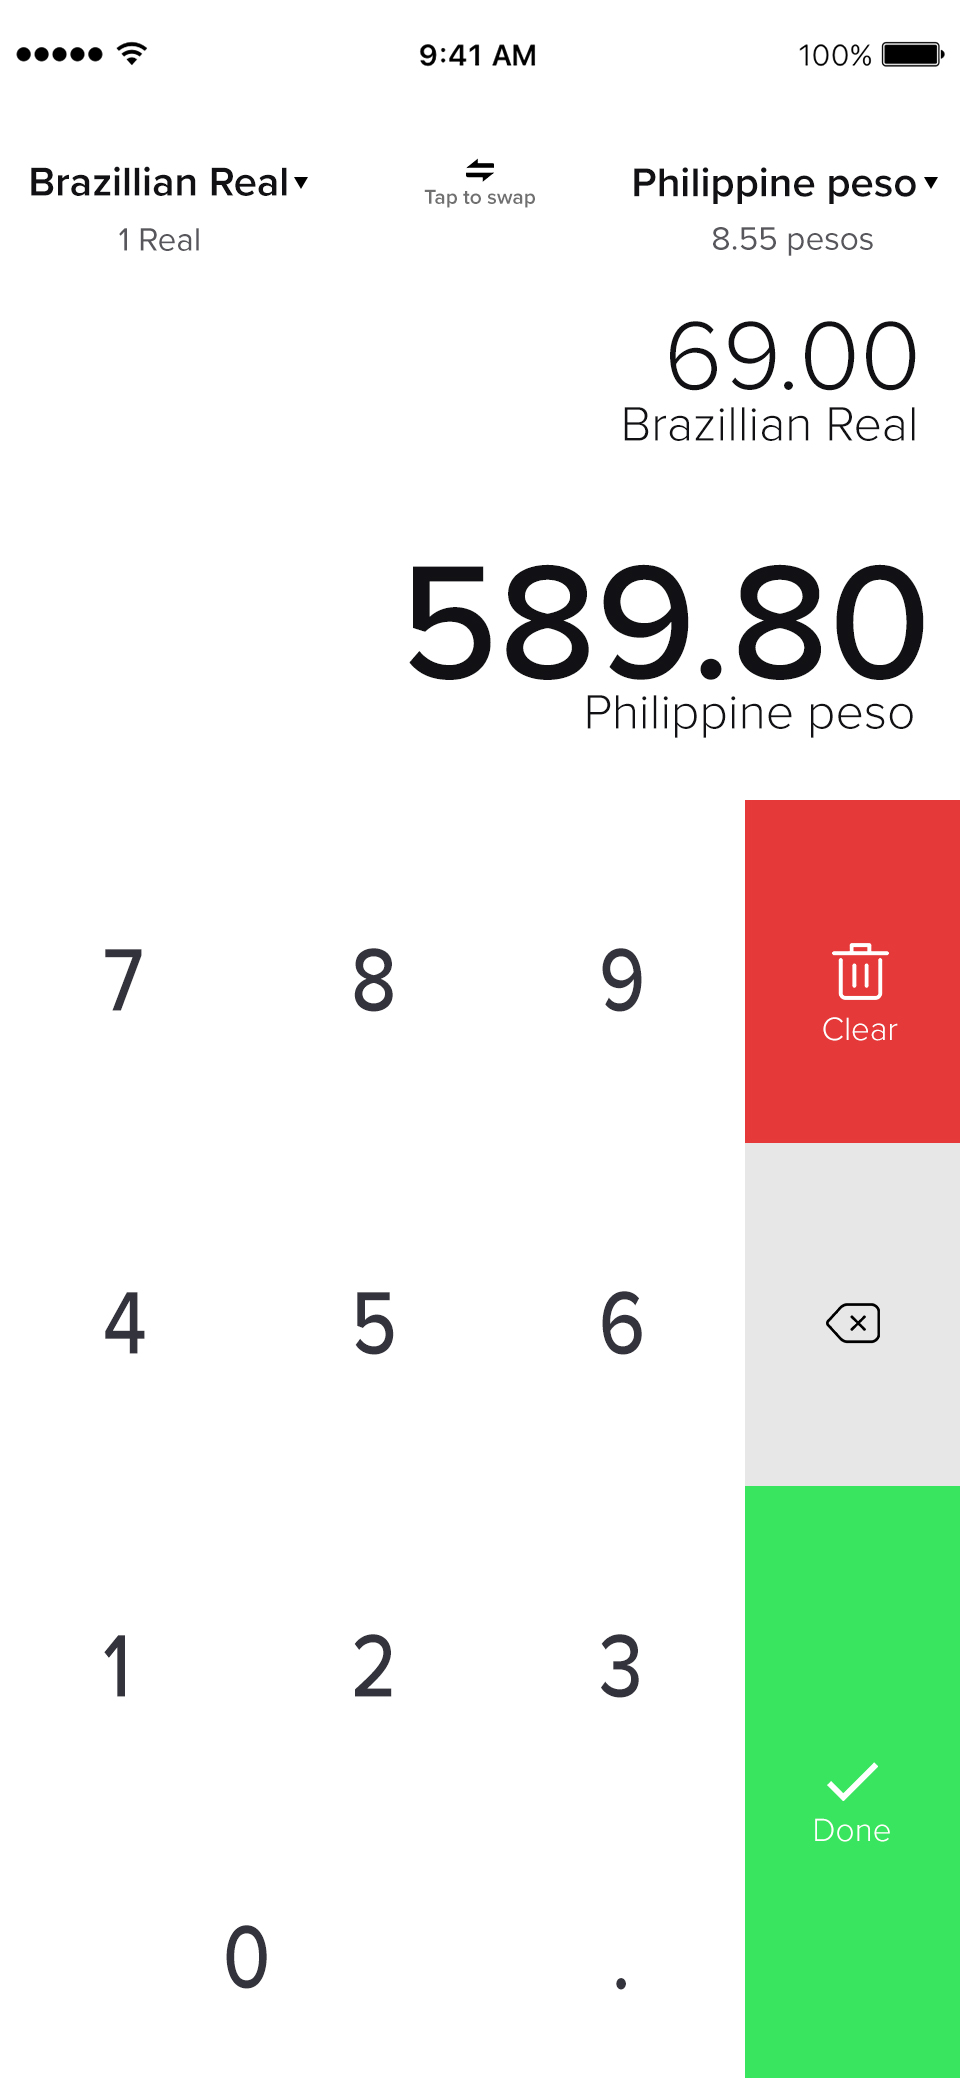 9:41 AM 100%
Brazillian Real Tap to swap Philippine peso
1 Real 8.55 pesos
69.00
Brazillian Real
589.80
Philippine peso
7 8 9
Clear
4 5 6
1 2 3
Done
0 .